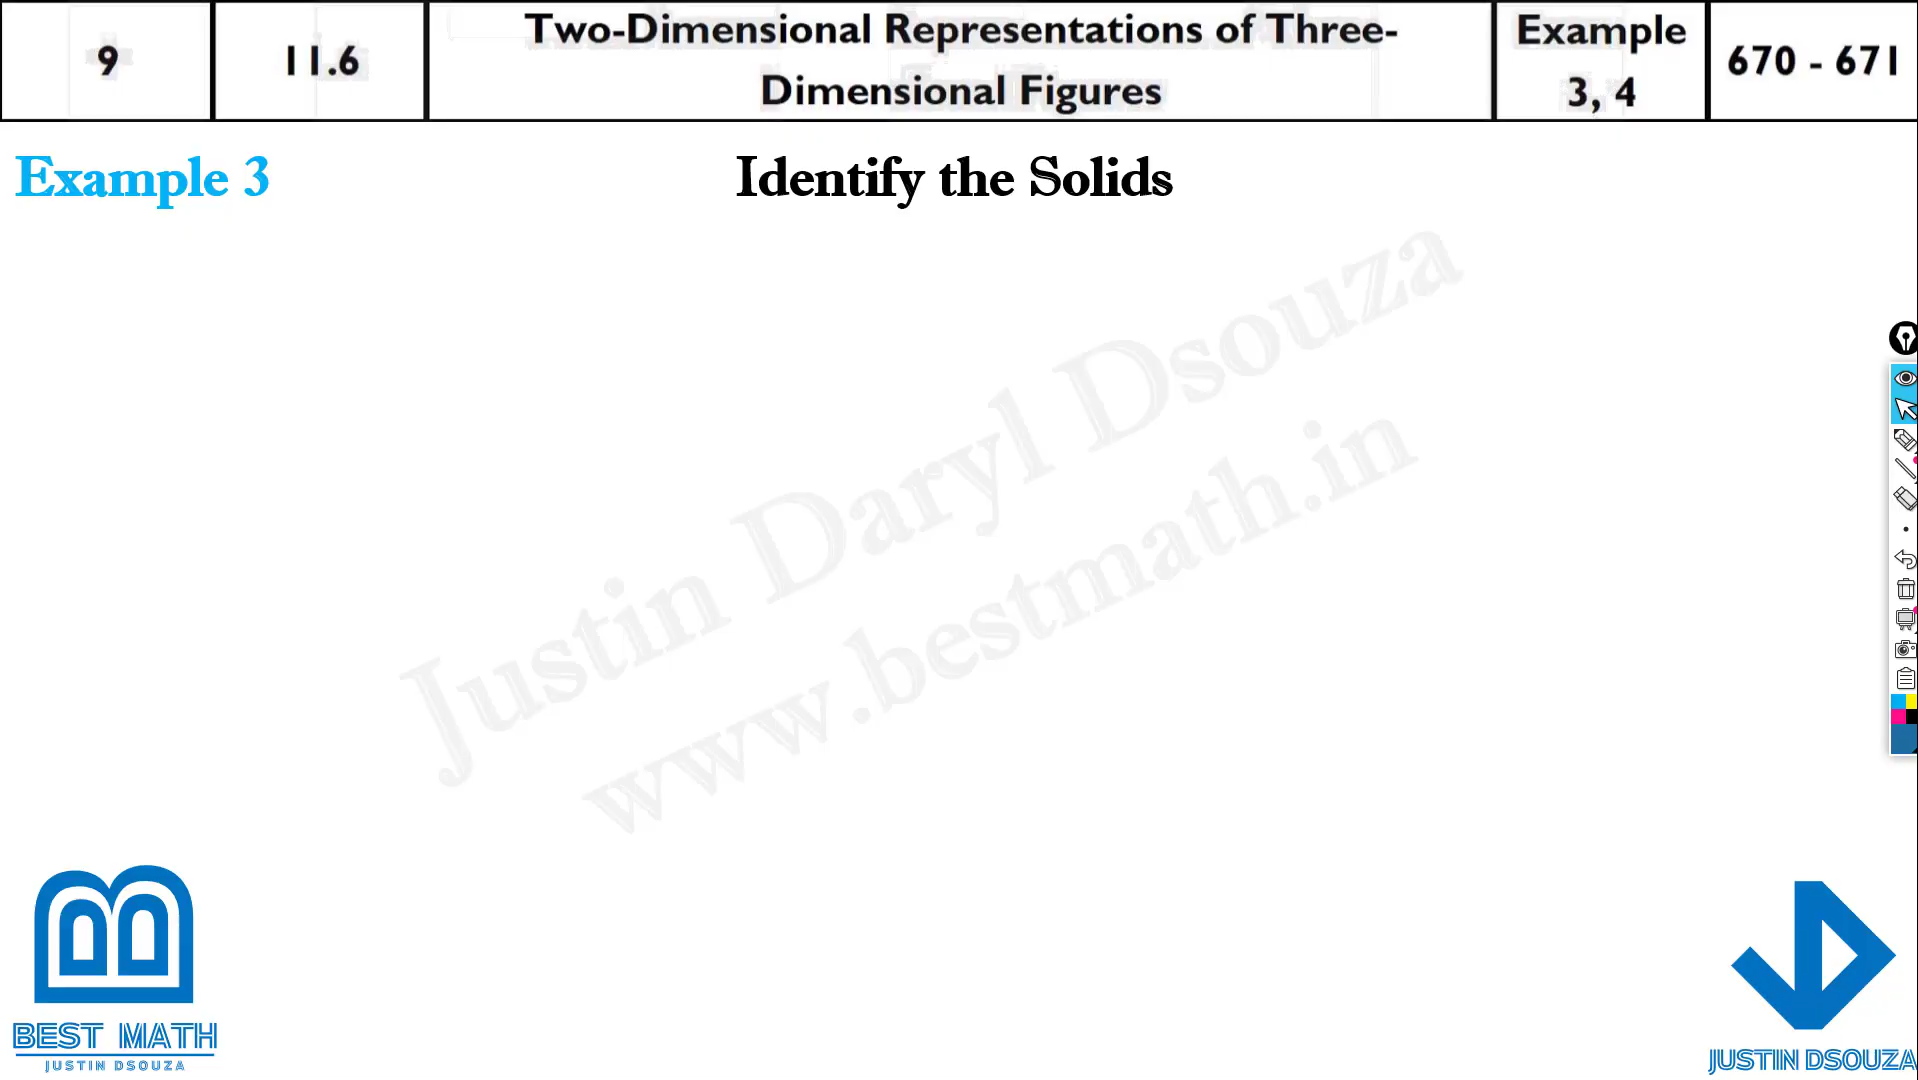 9
11.6
Two-Dimensional Representations of Three-
Dimensional Figures
Example
3, 4
670 - 671
Example 3
Identify the Solids
Justin Daryl Dsouza
www.bestmath.in
BEST MATH
JUSTIN DSOUZA
JUSTIN DSOUZA